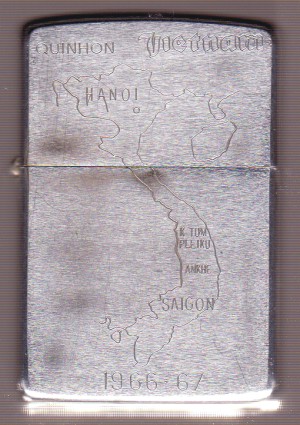 QUINHON
HANOI
K TUM
PLEIKU
ANKHE
SAIGON
1966-67